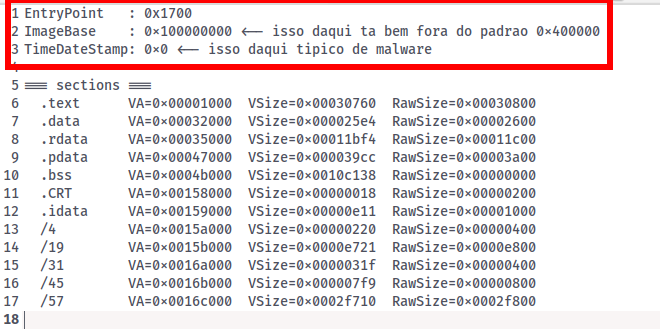 1 EntryPoint   : 0x1700
2 ImageBase    : 0x100000000 <-- isso daqui ta bem fora do padrao 0x400000
3 TimeDateStamp: 0x0 <-- isso daqui tipico de malware
4
5 === sections ===
6   .text      VA=0x00001000  VSize=0x00030760  RawSize=0x00030800
7   .data      VA=0x00032000  VSize=0x000025e4  RawSize=0x00002600
8   .rdata     VA=0x00035000  VSize=0x00011bf4  RawSize=0x00011c00
9   .pdata     VA=0x00047000  VSize=0x000039cc  RawSize=0x00003a00
10   .bss       VA=0x0004b000  VSize=0x0010c138  RawSize=0x00000000
11   .CRT       VA=0x00158000  VSize=0x00000018  RawSize=0x00000200
12   .idata     VA=0x00159000  VSize=0x00000e11  RawSize=0x00001000
13   /4         VA=0x0015a000  VSize=0x00000220  RawSize=0x00000400
14   /19        VA=0x0015b000  VSize=0x0000e721  RawSize=0x0000e800
15   /31        VA=0x0016a000  VSize=0x0000031f  RawSize=0x00000400
16   /45        VA=0x0016b000  VSize=0x000007f9  RawSize=0x00000800
17   /57        VA=0x0016c000  VSize=0x0002f710  RawSize=0x0002f800
18